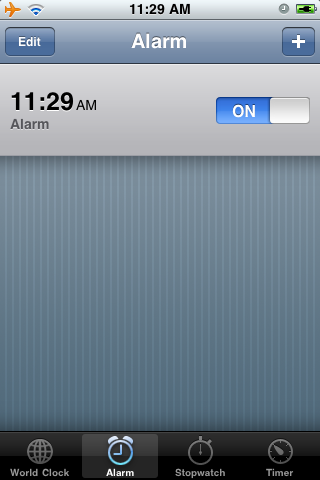 11:29 AM
Edit Alarm +
11:29 AM ON
Alarm
World Clock Alarm Stopwatch Timer